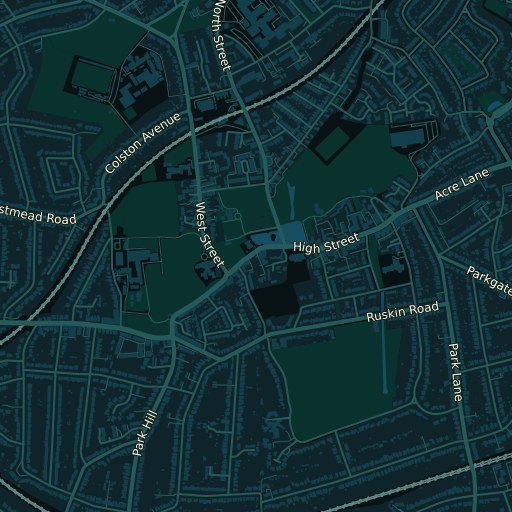 North Street
Colston Avenue
Acre Lane
stmead Road
West Street
High Street
Parkgate
Ruskin Road
Park Lane
Park Hill